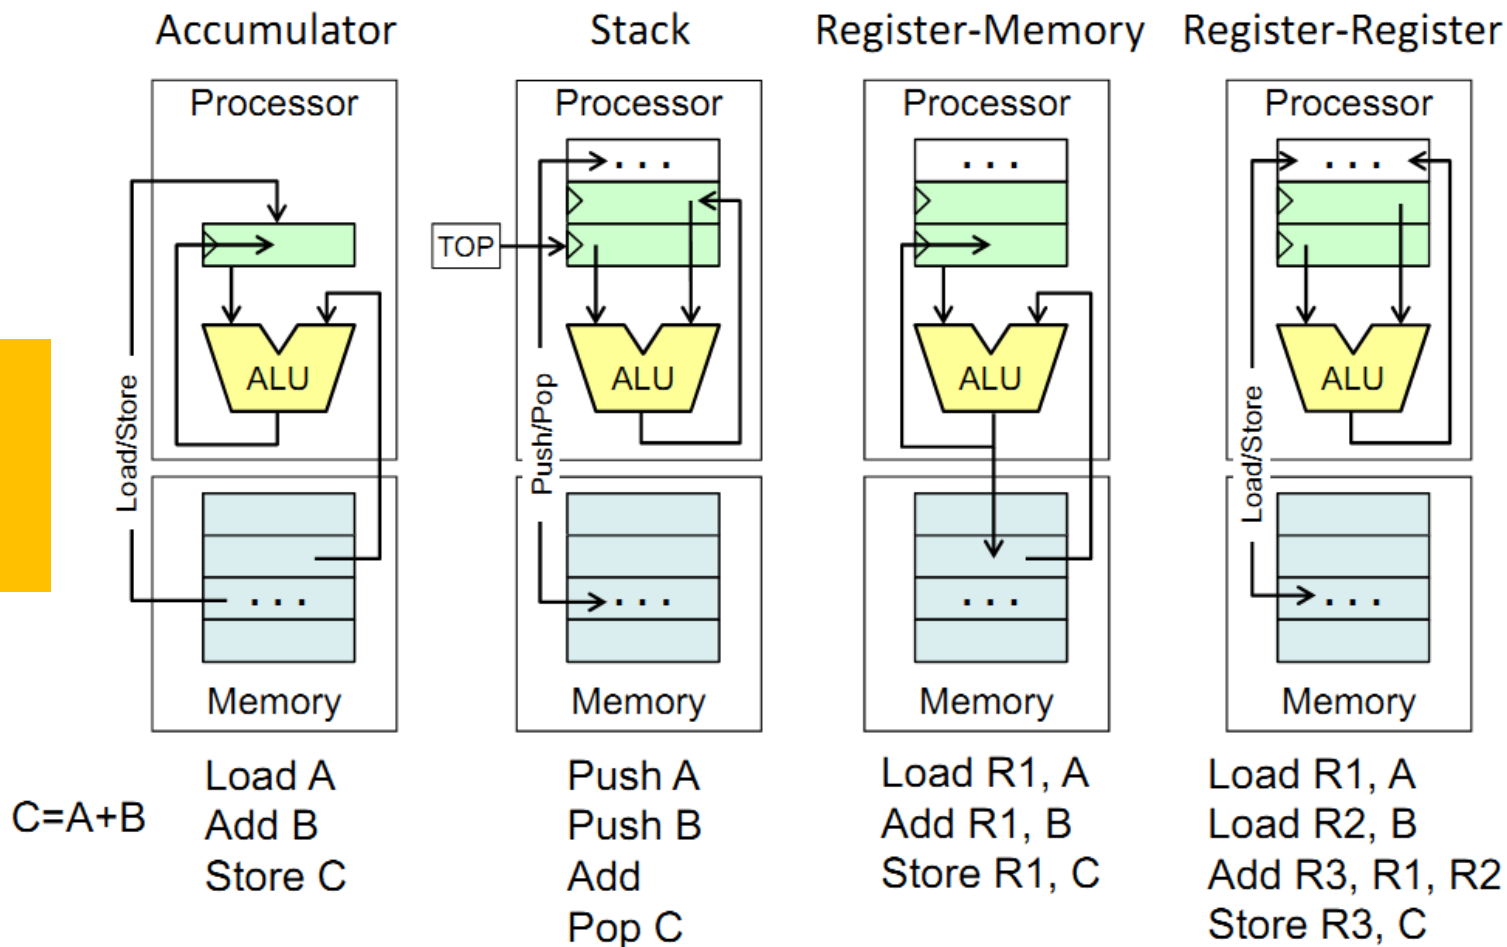 Accumulator
Stack
Register-Memory
Register-Register
Processor
Processor
Processor
Processor
. . .
. . .
. . .
TOP
ALU
ALU
ALU
ALU
Load/Store
Push/Pop
Load/Store
. . .
. . .
. . .
. . .
Memory
Memory
Memory
Memory
C=A+B
Load A
Add B
Store C
Push A
Push B
Add
Pop C
Load R1, A
Add R1, B
Store R1, C
Load R1, A
Load R2, B
Add R3, R1, R2
Store R3, C